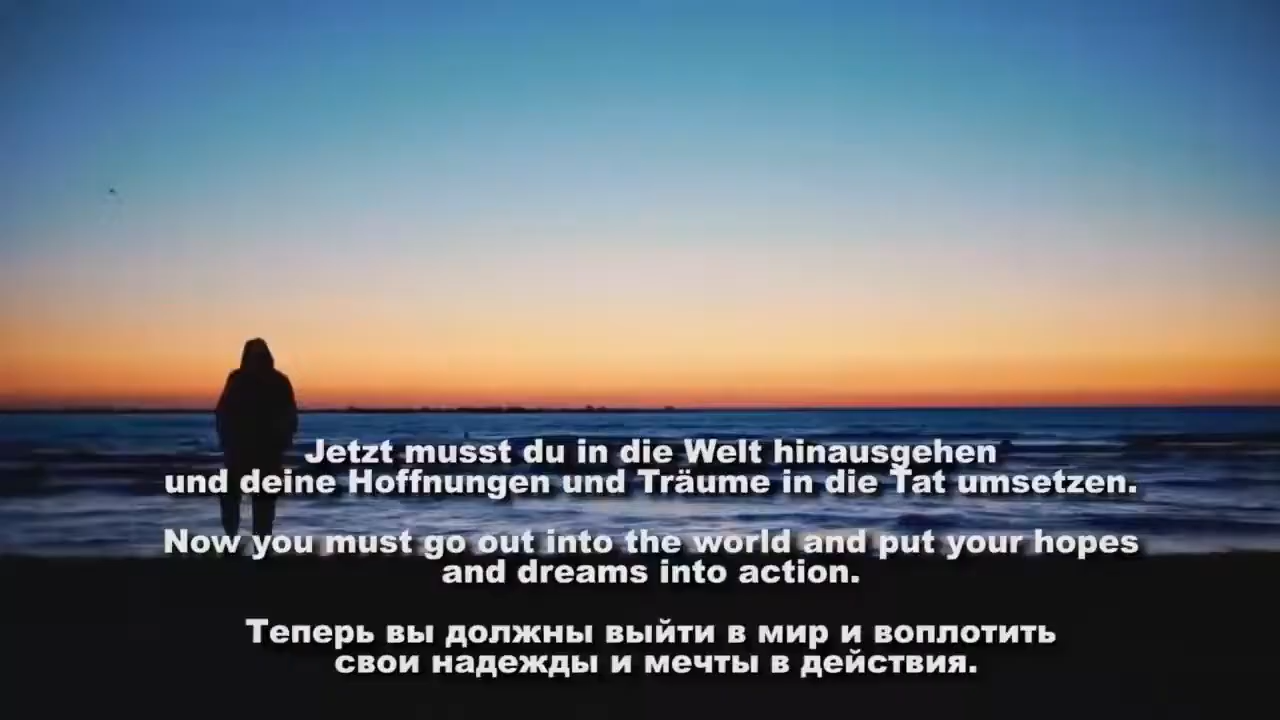 Jetzt musst du in die Welt hinausgehen
und deine Hoffnungen und Träume in die Tat umsetzen.
Now you must go out into the world and put your hopes
and dreams into action.
Теперь вы должны выйти в мир и воплотить
свои надежды и мечты в действия.